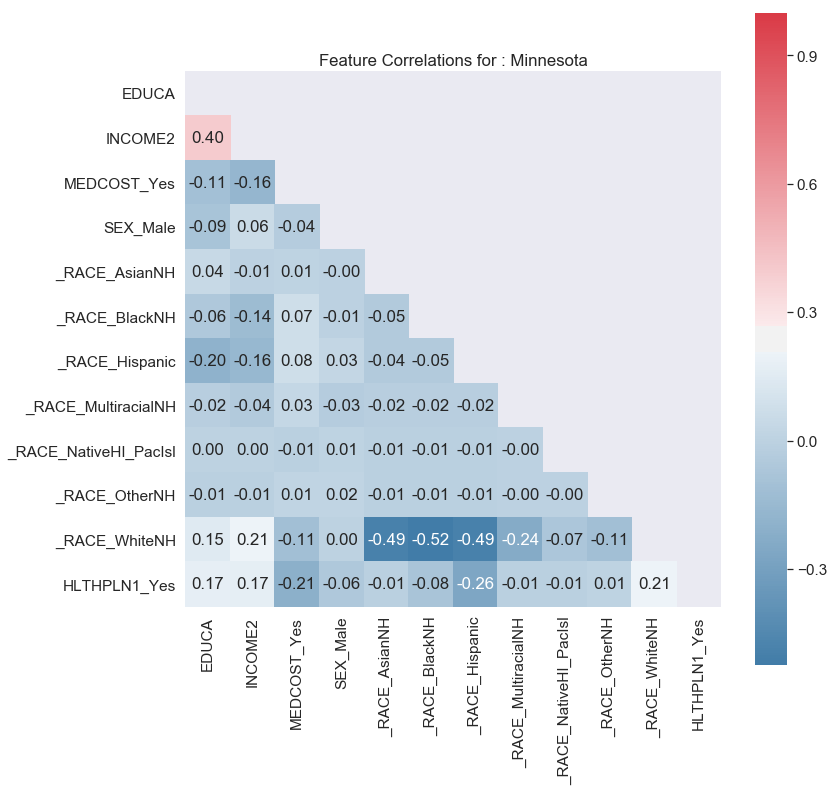 Feature Correlations for : Minnesota
EDUCA
INCOME2 0.40
MEDCOST_Yes -0.11 -0.16
SEX_Male -0.09 0.06 -0.04
_RACE_AsianNH 0.04 -0.01 0.01 -0.00
_RACE_BlackNH -0.06 -0.14 0.07 -0.01 -0.05
_RACE_Hispanic -0.20 -0.16 0.08 0.03 -0.04 -0.05
_RACE_MultiracialNH -0.02 -0.04 0.03 -0.03 -0.02 -0.02 -0.02
_RACE_NativeHI_PacIsl 0.00 0.00 -0.01 0.01 -0.01 -0.01 -0.01 -0.00
_RACE_OtherNH -0.01 -0.01 0.01 0.02 -0.01 -0.01 -0.01 -0.00 -0.00
_RACE_WhiteNH 0.15 0.21 -0.11 0.00 -0.49 -0.52 -0.49 -0.24 -0.07 -0.11
HLTHPLN1_Yes 0.17 0.17 -0.21 -0.06 -0.01 -0.08 -0.26 -0.01 -0.01 0.01 0.21
EDUCA
INCOME2
MEDCOST_Yes
SEX_Male
_RACE_AsianNH
_RACE_BlackNH
_RACE_Hispanic
_RACE_MultiracialNH
_RACE_NativeHI_PacIsl
_RACE_OtherNH
_RACE_WhiteNH
HLTHPLN1_Yes
0.9
0.6
0.3
0.0
-0.3